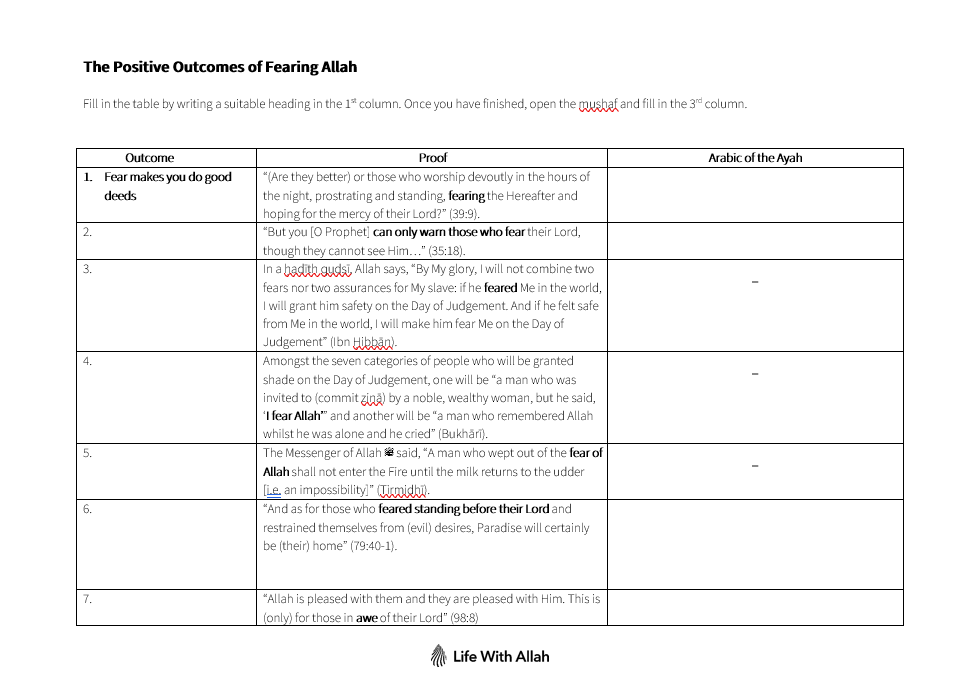 The Positive Outcomes of Fearing Allah
Fill in the table by writing a suitable heading in the 1st column. Once you have finished, open the mushaf and fill in the 3rd column.
Outcome
Proof
Arabic of the Ayah
1. Fear makes you do good
deeds
“(Are they better) or those who worship devoutly in the hours of
the night, prostrating and standing, fearing the Hereafter and
hoping for the mercy of their Lord?” (39:9).
2.
“But you [O Prophet] can only warn those who fear their Lord,
though they cannot see Him…” (35:18).
3.
In a ḥadīth qudsī, Allah says, “By My glory, I will not combine two
fears nor two assurances for My slave: if he feared Me in the world,
I will grant him safety on the Day of Judgement. And if he felt safe
from Me in the world, I will make him fear Me on the Day of
Judgement” (Ibn Ḥibbān).
–
4.
Amongst the seven categories of people who will be granted
shade on the Day of Judgement, one will be “a man who was
invited to (commit zinā) by a noble, wealthy woman, but he said,
‘I fear Allah’” and another will be “a man who remembered Allah
whilst he was alone and he cried” (Bukhārī).
–
5.
The Messenger of Allah ﷺ said, “A man who wept out of the fear of
Allah shall not enter the Fire until the milk returns to the udder
[i.e. an impossibility]” (Tirmidhī).
–
6.
“And as for those who feared standing before their Lord and
restrained themselves from (evil) desires, Paradise will certainly
be (their) home” (79:40-1).
7.
“Allah is pleased with them and they are pleased with Him. This is
(only) for those in awe of their Lord” (98:8)
Life With Allah